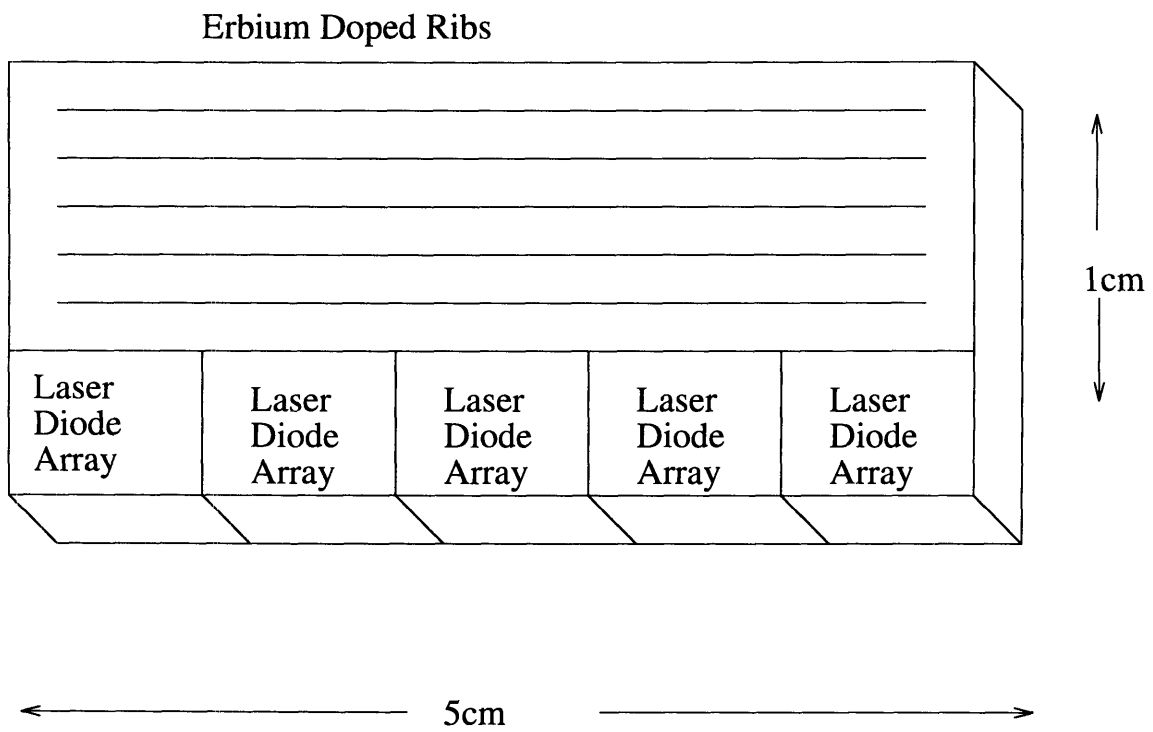 Erbium Doped Ribs
1cm
Laser
Diode
Array
Laser
Diode
Array
Laser
Diode
Array
Laser
Diode
Array
Laser
Diode
Array
5cm